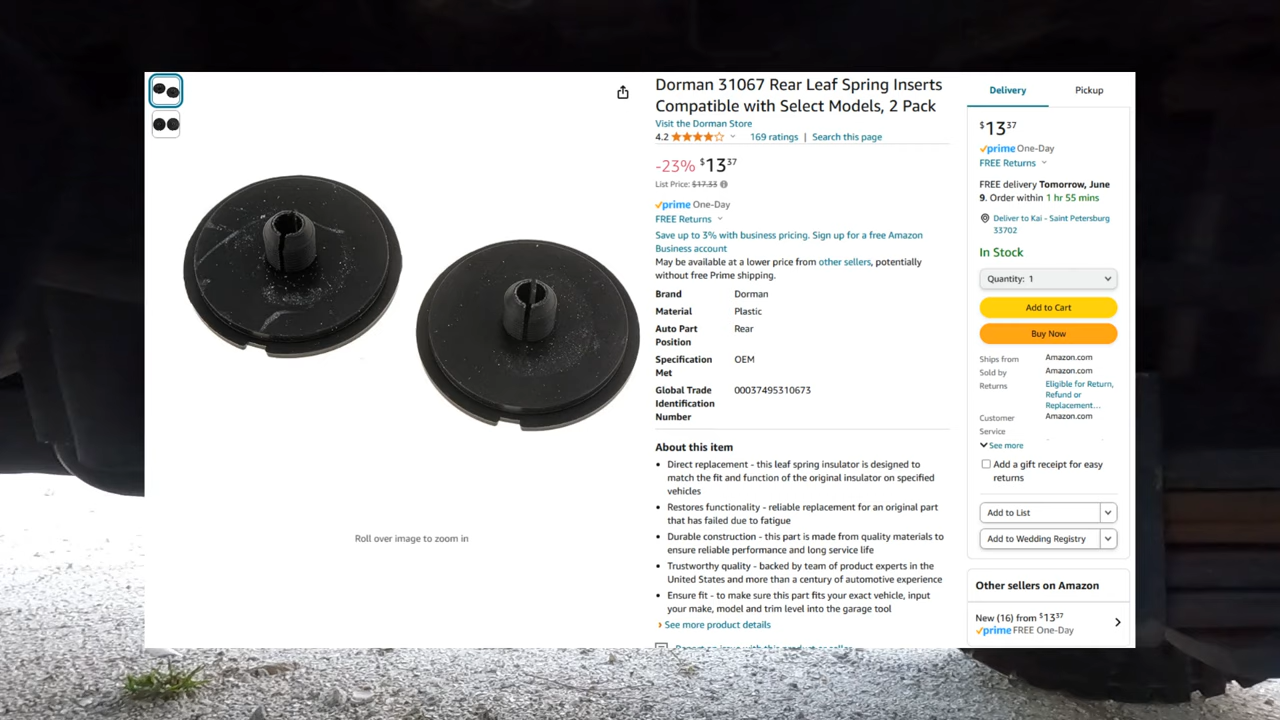 Dorman 31067 Rear Leaf Spring Inserts
Compatible with Select Models, 2 Pack
Visit the Dorman Store
4.2 169 ratings | Search this page
-23% $13 37
List Price: $17.33
prime One-Day
FREE Returns
Save up to 3% with business pricing. Sign up for a free Amazon
Business account
May be available at a lower price from other sellers, potentially
without free Prime shipping.
Brand Dorman
Material Plastic
Auto Part Rear
Position
Specification OEM
Met
Global Trade 00037495310673
Identification
Number
About this item
• Direct replacement - this leaf spring insulator is designed to
match the fit and function of the original insulator on specified
vehicles
• Restores functionality - reliable replacement for an original part
that has failed due to fatigue
• Durable construction - this part is made from quality materials to
ensure reliable performance and long service life
• Trustworthy quality - backed by team of product experts in the
United States and more than a century of automotive experience
• Ensure fit - to make sure this part fits your exact vehicle, input
your make, model and trim level into the garage tool
› See more product details
Roll over image to zoom in
Delivery Pickup
$13 37
prime One-Day
FREE Returns
FREE delivery Tomorrow, June
9. Order within 1 hr 55 mins
Deliver to Kai - Saint Petersburg
33702
In Stock
Quantity: 1
Add to Cart
Buy Now
Ships from Amazon.com
Sold by Amazon.com
Returns Eligible for Return,
Refund or
Replacement...
Customer Amazon.com
Service
See more
Add a gift receipt for easy
returns
Add to List
Add to Wedding Registry
Other sellers on Amazon
New (16) from $13 37
prime FREE One-Day